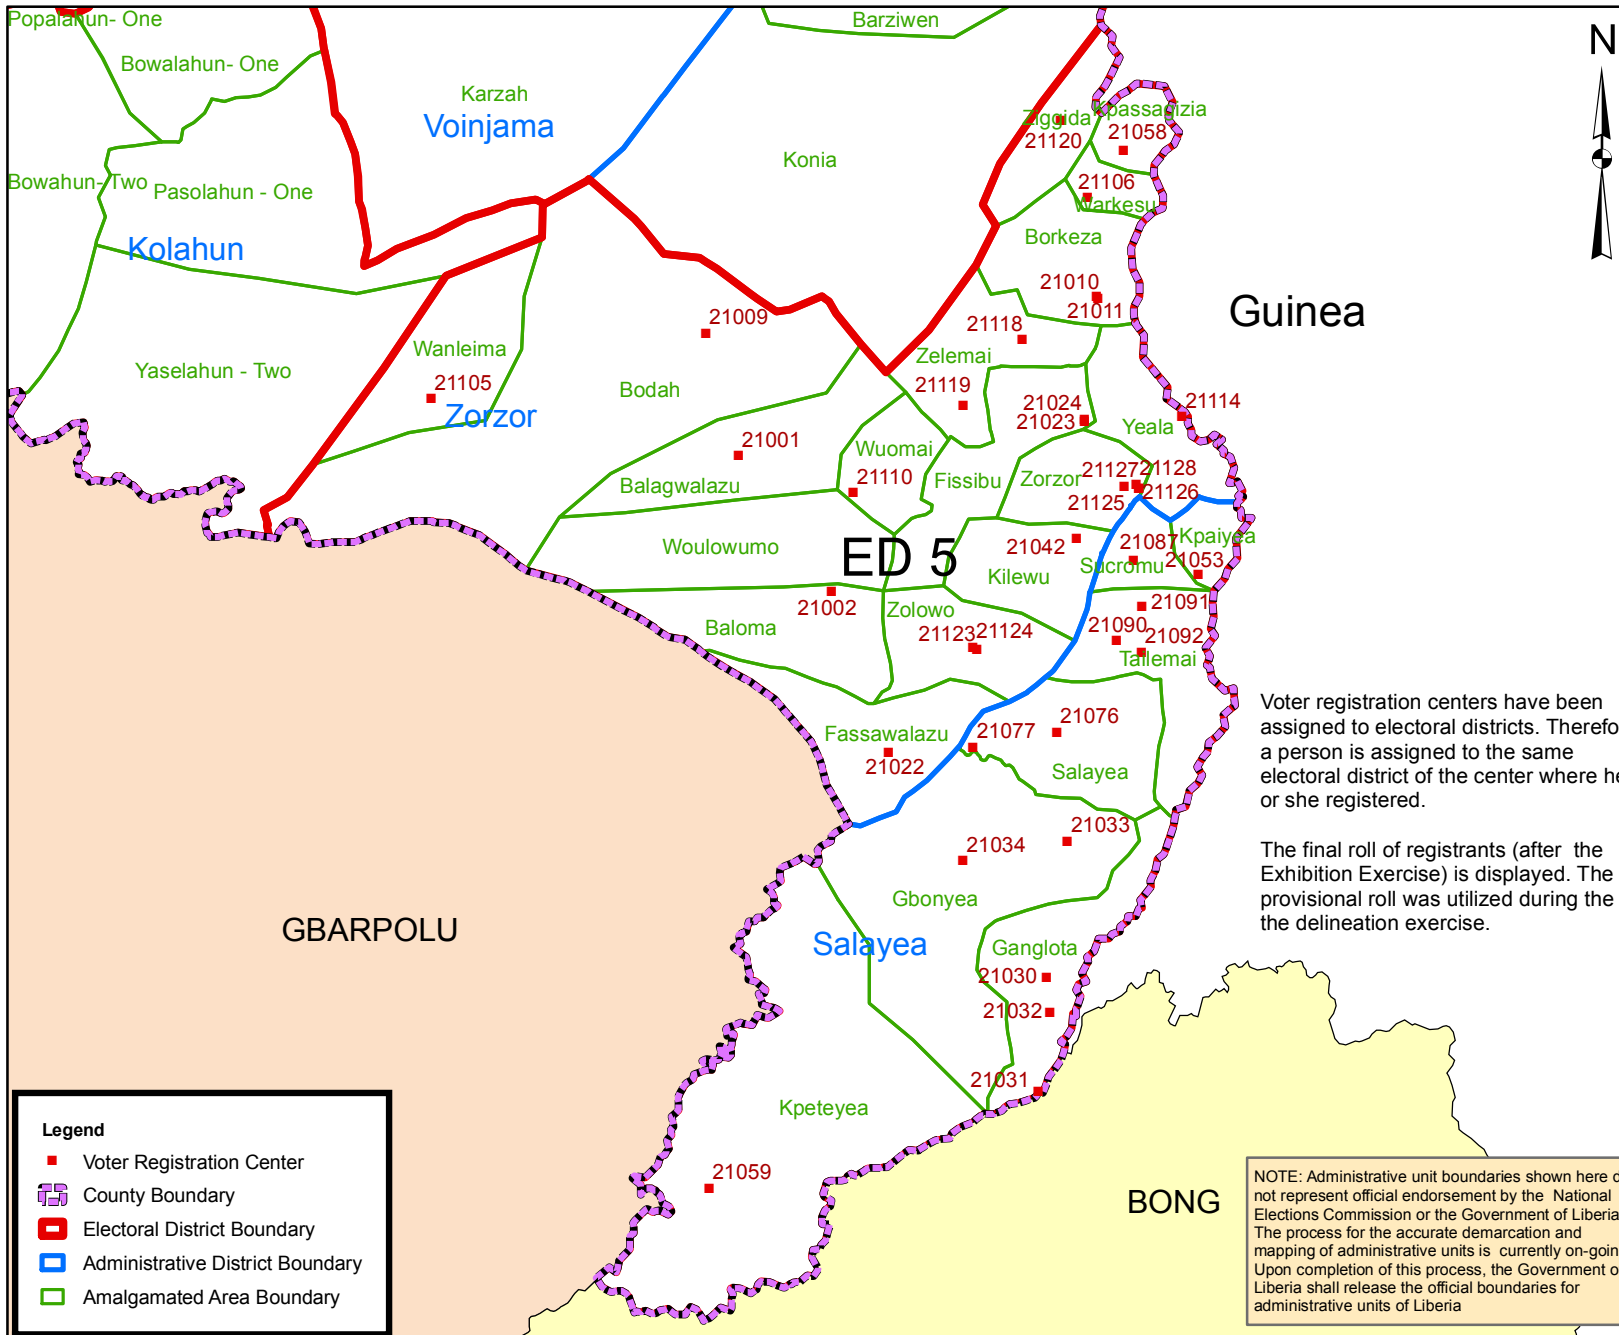 Popalahun- One
Barziwen
N
Bowalahun- One
Karzah
Voinjama
Ziggida
Kpassagizia
21120
21058
Konia
Bowahun- Two
Pasolahun - One
21106
Warkesu
Kolahun
Borkeza
21010
21011
Guinea
21009
21118
Wanleima
Zelemai
Yaselahun - Two
21105
Bodah
21119
Zorzor
21024
21023
21114
Yeala
21001
Wuomai
21110
Fissibu
Zorzor
21127
21128
21125
21126
Balagwalazu
Woulowumo
ED 5
21042
Kilewu
21087
Sucromu
Kpaiyea
21053
21002
Baloma
Zolowo
21123
21124
21091
21090
21092
Tallemai
Fassawalazu
21022
21077
21076
Salayea
21033
21034
Gbonyea
GBARPOLU
Salayea
Ganglota
21030
21032
21031
Kpeteyea
21059
BONG
Voter registration centers have been
assigned to electoral districts.
a person is assigned to the same
electoral district of the center where
or she registered.
The final roll of registrants (after the
Exhibition Exercise) is displayed. The
provisional roll was utilized during the
the delineation exercise.
Legend
Voter Registration Center
County Boundary
Electoral District Boundary
Administrative District Boundary
Amalgamated Area Boundary
NOTE: Administrative unit boundaries shown here
not represent official endorsement by the National
Elections Commission or the Government of Liberia
The process for the accurate demarcation and
mapping of administrative units is currently
Upon completion of this process, the Government
Liberia shall release the official boundaries for
administrative units of Liberia